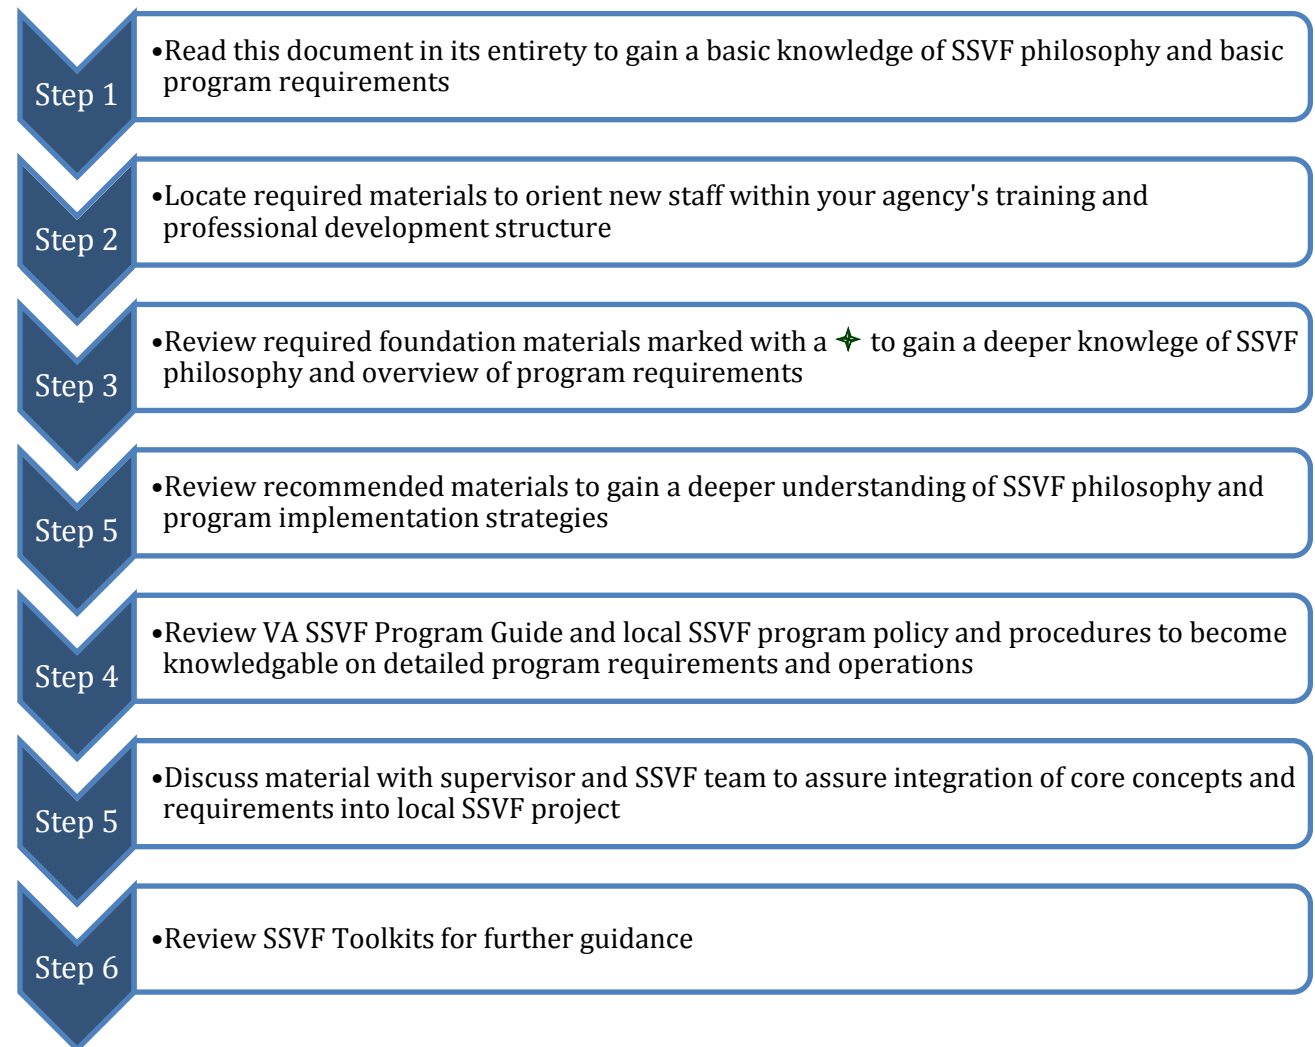 Step 1
•Read this document in its entirety to gain a basic knowledge of SSVF philosophy and basic
program requirements
Step 2
•Locate required materials to orient new staff within your agency's training and
professional development structure
Step 3
•Review required foundation materials marked with a ✦ to gain a deeper knowlege of SSVF
philosophy and overview of program requirements
Step 5
•Review recommended materials to gain a deeper understanding of SSVF philosophy and
program implementation strategies
Step 4
•Review VA SSVF Program Guide and local SSVF program policy and procedures to become
knowledgable on detailed program requirements and operations
Step 5
•Discuss material with supervisor and SSVF team to assure integration of core concepts and
requirements into local SSVF project
Step 6
•Review SSVF Toolkits for further guidance